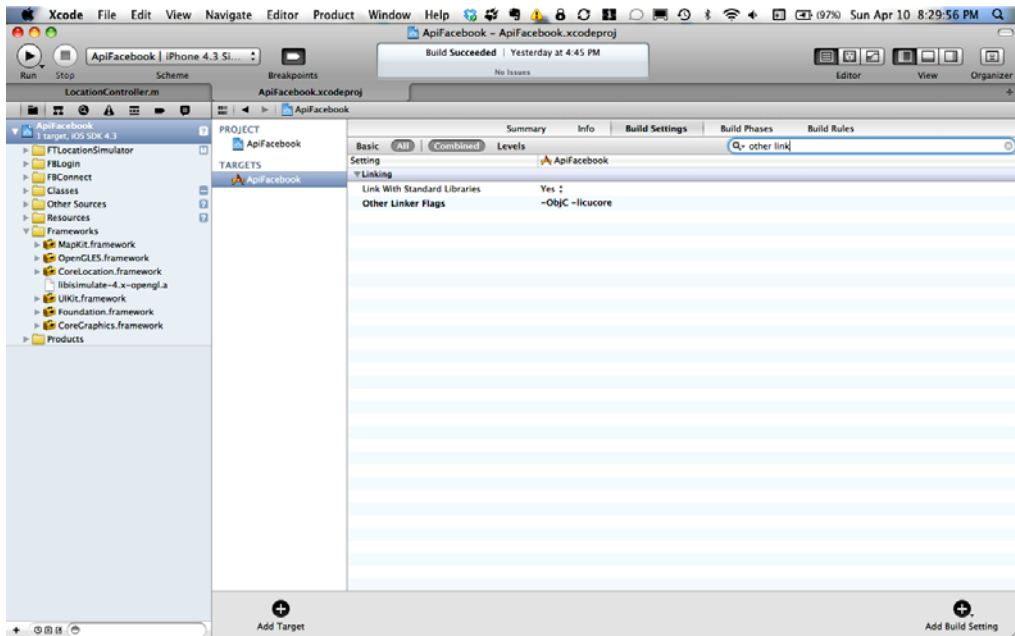 Xcode File Edit View Navigate Editor Product Window Help (97%) Sun Apr 10 8:29:56 PM
ApiFacebook – ApiFacebook.xcodeproj
ApiFacebook | iPhone 4.3 Si...
Build Succeeded | Yesterday at 4:45 PM
No Issues
Run Stop Scheme Breakpoints Editor View Organizer
LocationController.m ApiFacebook.xcodeproj
ApiFacebook
ApiFacebook
1 target, iOS SDK 4.3
FTLocationSimulator
FBLogin
FBConnect
Classes
Other Sources
Resources
Frameworks
MapKit.framework
OpenGLES.framework
CoreLocation.framework
libisimulate-4.x-opengl.a
UIKit.framework
Foundation.framework
CoreGraphics.framework
Products
PROJECT
ApiFacebook
TARGETS
ApiFacebook
Summary Info Build Settings Build Phases Build Rules
Basic All Combined Levels other link
Setting ApiFacebook
Linking
Link With Standard Libraries Yes
Other Linker Flags -ObjC -licucore
Add Target Add Build Setting